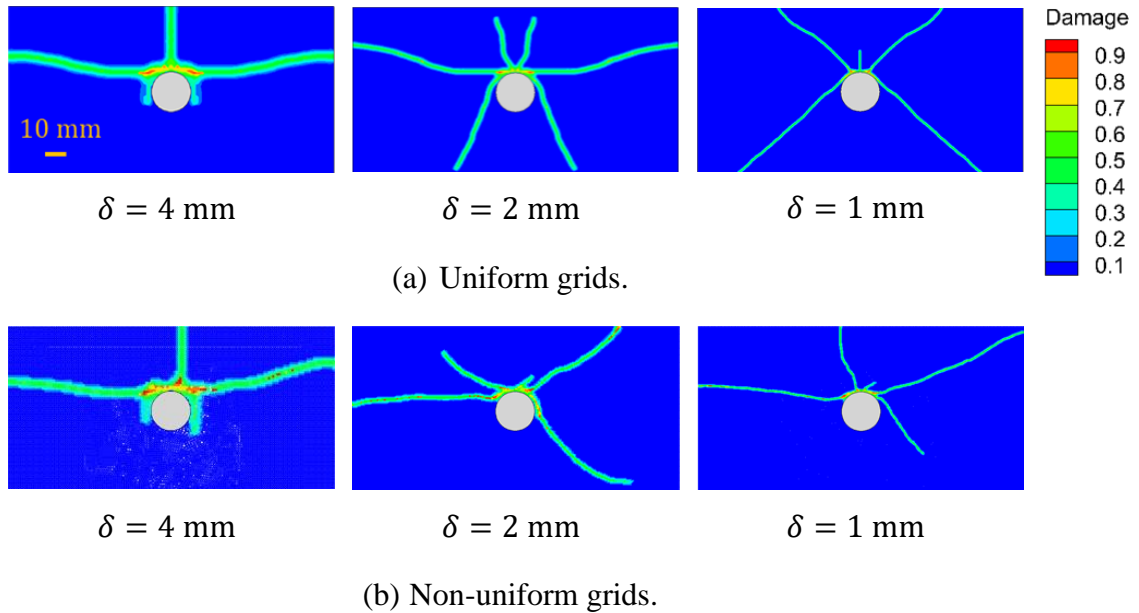 Damage
0.9
0.8
0.7
0.6
0.5
0.4
0.3
0.2
0.1
10 mm
δ = 4 mm
δ = 2 mm
δ = 1 mm
(a) Uniform grids.
δ = 4 mm
δ = 2 mm
δ = 1 mm
(b) Non-uniform grids.